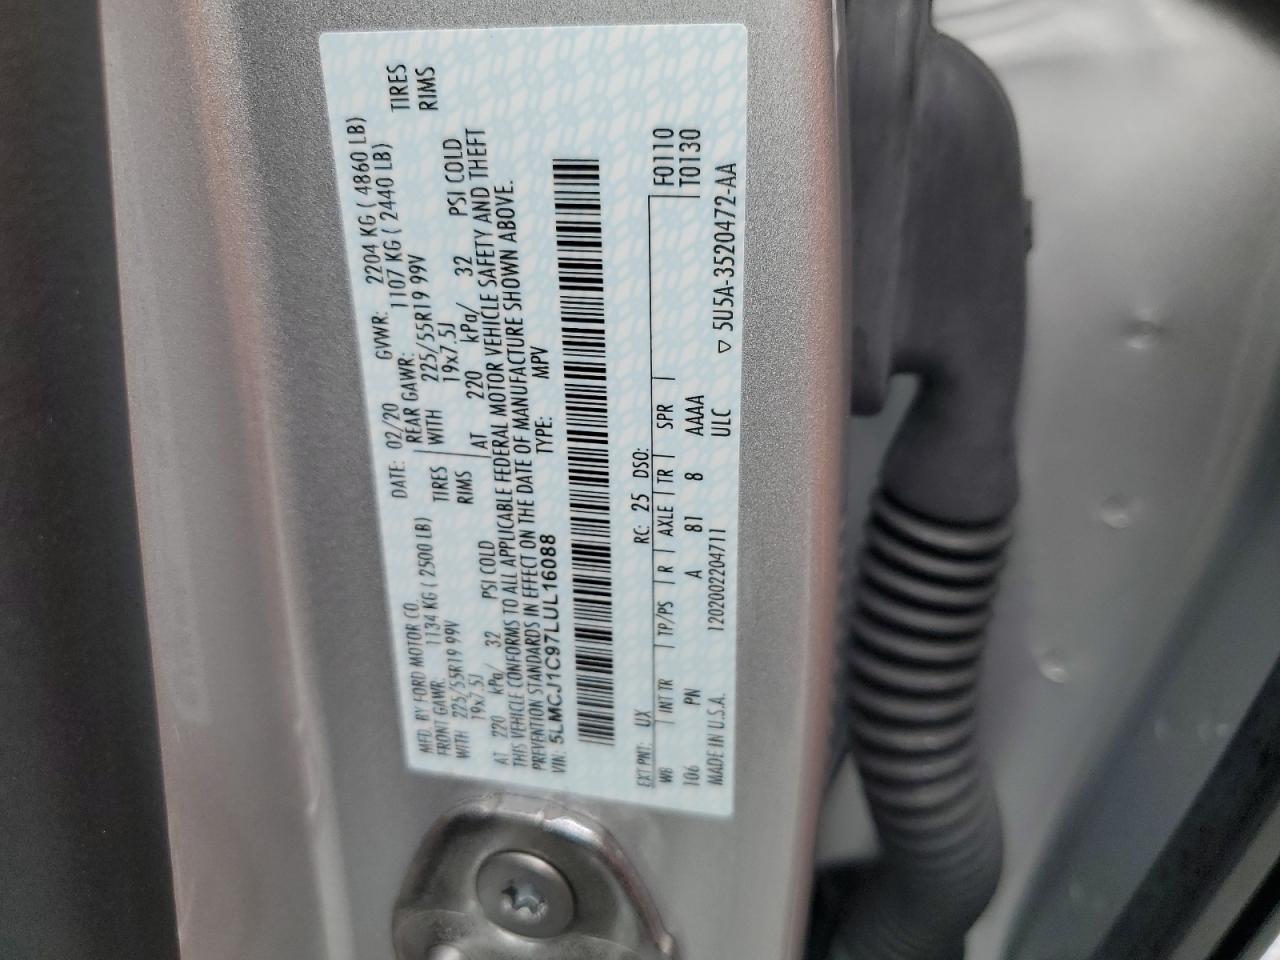 MFD. BY FORD MOTOR CO. DATE: 02/20 GVWR: 2204 KG ( 4860 LB)
FRONT GAWR: 1134 KG ( 2500 LB) REAR GAWR: 1107 KG ( 2440 LB)
WITH 225/55R19 99V TIRES WITH 225/55R19 99V TIRES
19x7.5J RIMS 19x7.5J RIMS
AT 220 kPa/ 32 PSI COLD AT 220 kPa/ 32 PSI COLD
THIS VEHICLE CONFORMS TO ALL APPLICABLE FEDERAL MOTOR VEHICLE SAFETY AND THEFT
PREVENTION STANDARDS IN EFFECT ON THE DATE OF MANUFACTURE SHOWN ABOVE.
VIN: 5LMCJ1C97LUL16088 TYPE: MPV
EXT PNT: UX RC: 25 DSO: F0110
WB INT TR TP/PS R AXLE TR SPR T0130
106 PN A 81 8 AAAA
MADE IN U.S.A. 1202002204711 ULC ▽ 5U5A-3520472-AA